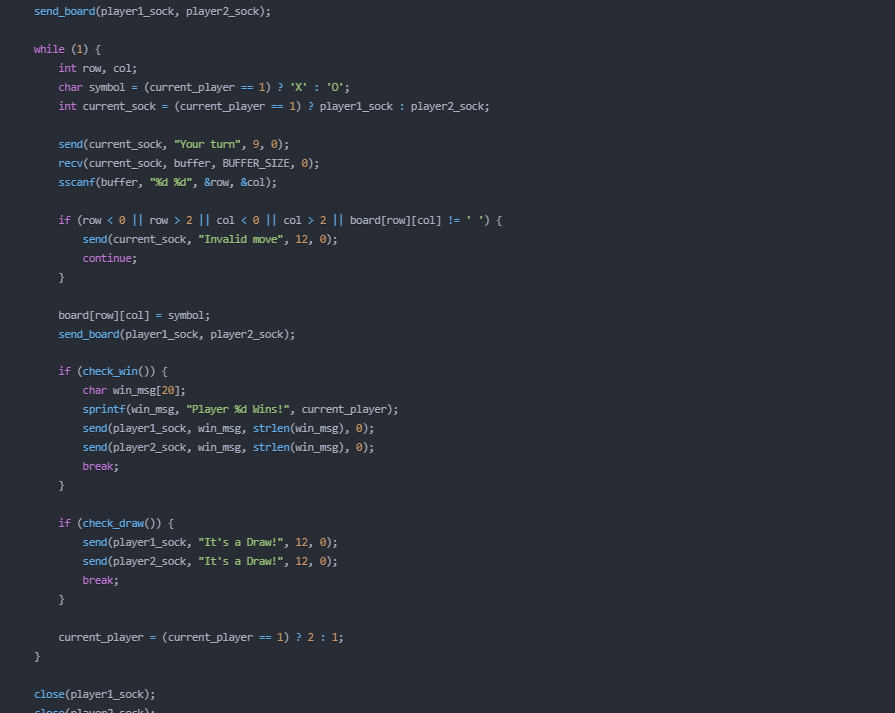 send_board(player1_sock, player2_sock);
while (1) {
int row, col;
char symbol = (current_player == 1) ? 'X' : 'O';
int current_sock = (current_player == 1) ? player1_sock : player2_sock;
send(current_sock, "Your turn", 9, 0);
recv(current_sock, buffer, BUFFER_SIZE, 0);
sscanf(buffer, "%d %d", &row, &col);
if (row < 0 || row > 2 || col < 0 || col > 2 || board[row][col] != ' ') {
send(current_sock, "Invalid move", 12, 0);
continue;
}
board[row][col] = symbol;
send_board(player1_sock, player2_sock);
if (check_win()) {
char win_msg[20];
sprintf(win_msg, "Player %d Wins!", current_player);
send(player1_sock, win_msg, strlen(win_msg), 0);
send(player2_sock, win_msg, strlen(win_msg), 0);
break;
}
if (check_draw()) {
send(player1_sock, "It's a Draw!", 12, 0);
send(player2_sock, "It's a Draw!", 12, 0);
break;
}
current_player = (current_player == 1) ? 2 : 1;
}
close(player1_sock);
close(player2_sock);